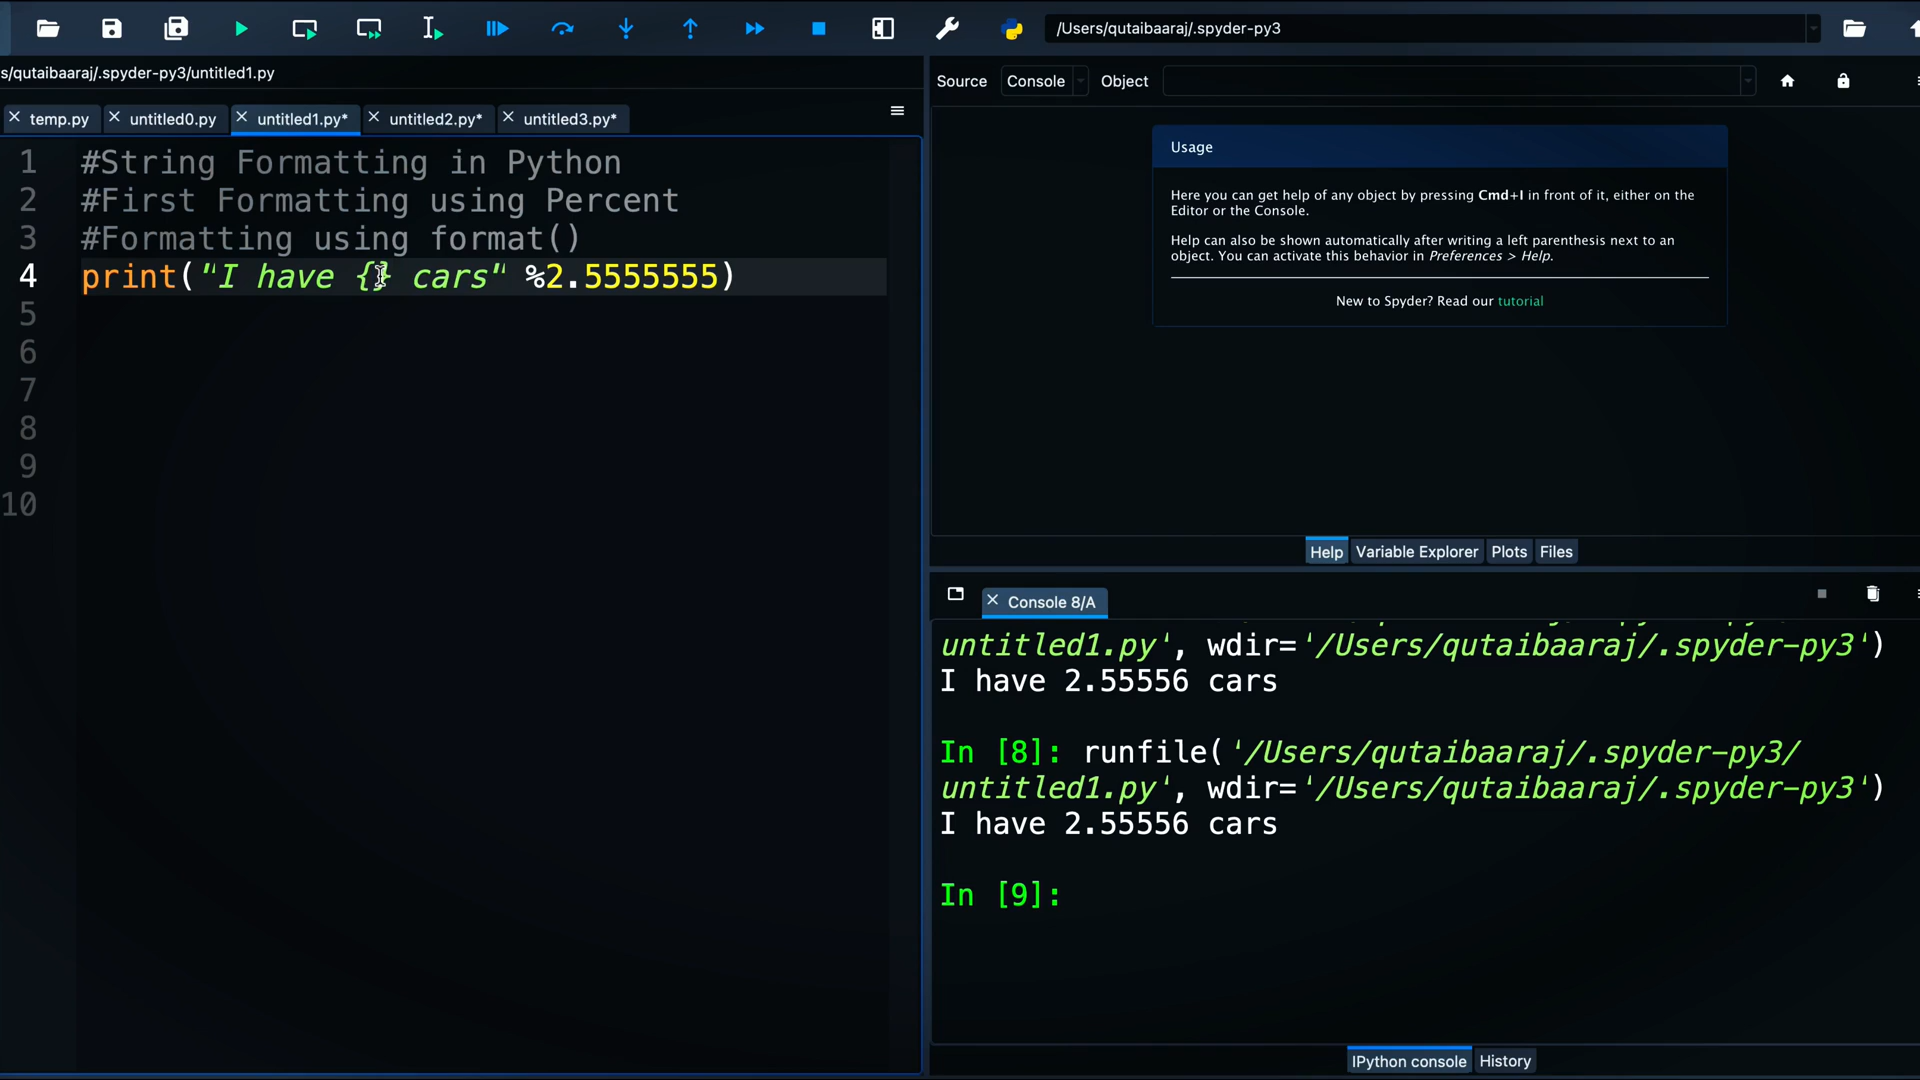 /Users/qutaibaaraj/.spyder-py3
s/qutaibaaraj/.spyder-py3/untitled1.py
temp.py untitled0.py untitled1.py* untitled2.py* untitled3.py*
1 #String Formatting in Python
2 #First Formatting using Percent
3 #Formatting using format()
4 print("I have {} cars" %2.5555555)
5
6
7
8
9
10
Source Console Object
Usage
Here you can get help of any object by pressing Cmd+I in front of it, either on the
Editor or the Console.
Help can also be shown automatically after writing a left parenthesis next to an
object. You can activate this behavior in Preferences > Help.
New to Spyder? Read our tutorial
Help Variable Explorer Plots Files
Console 8/A
untitled1.py', wdir='/Users/qutaibaaraj/.spyder-py3')
I have 2.55556 cars
In [8]: runfile('/Users/qutaibaaraj/.spyder-py3/
untitled1.py', wdir='/Users/qutaibaaraj/.spyder-py3')
I have 2.55556 cars
In [9]:
IPython console History